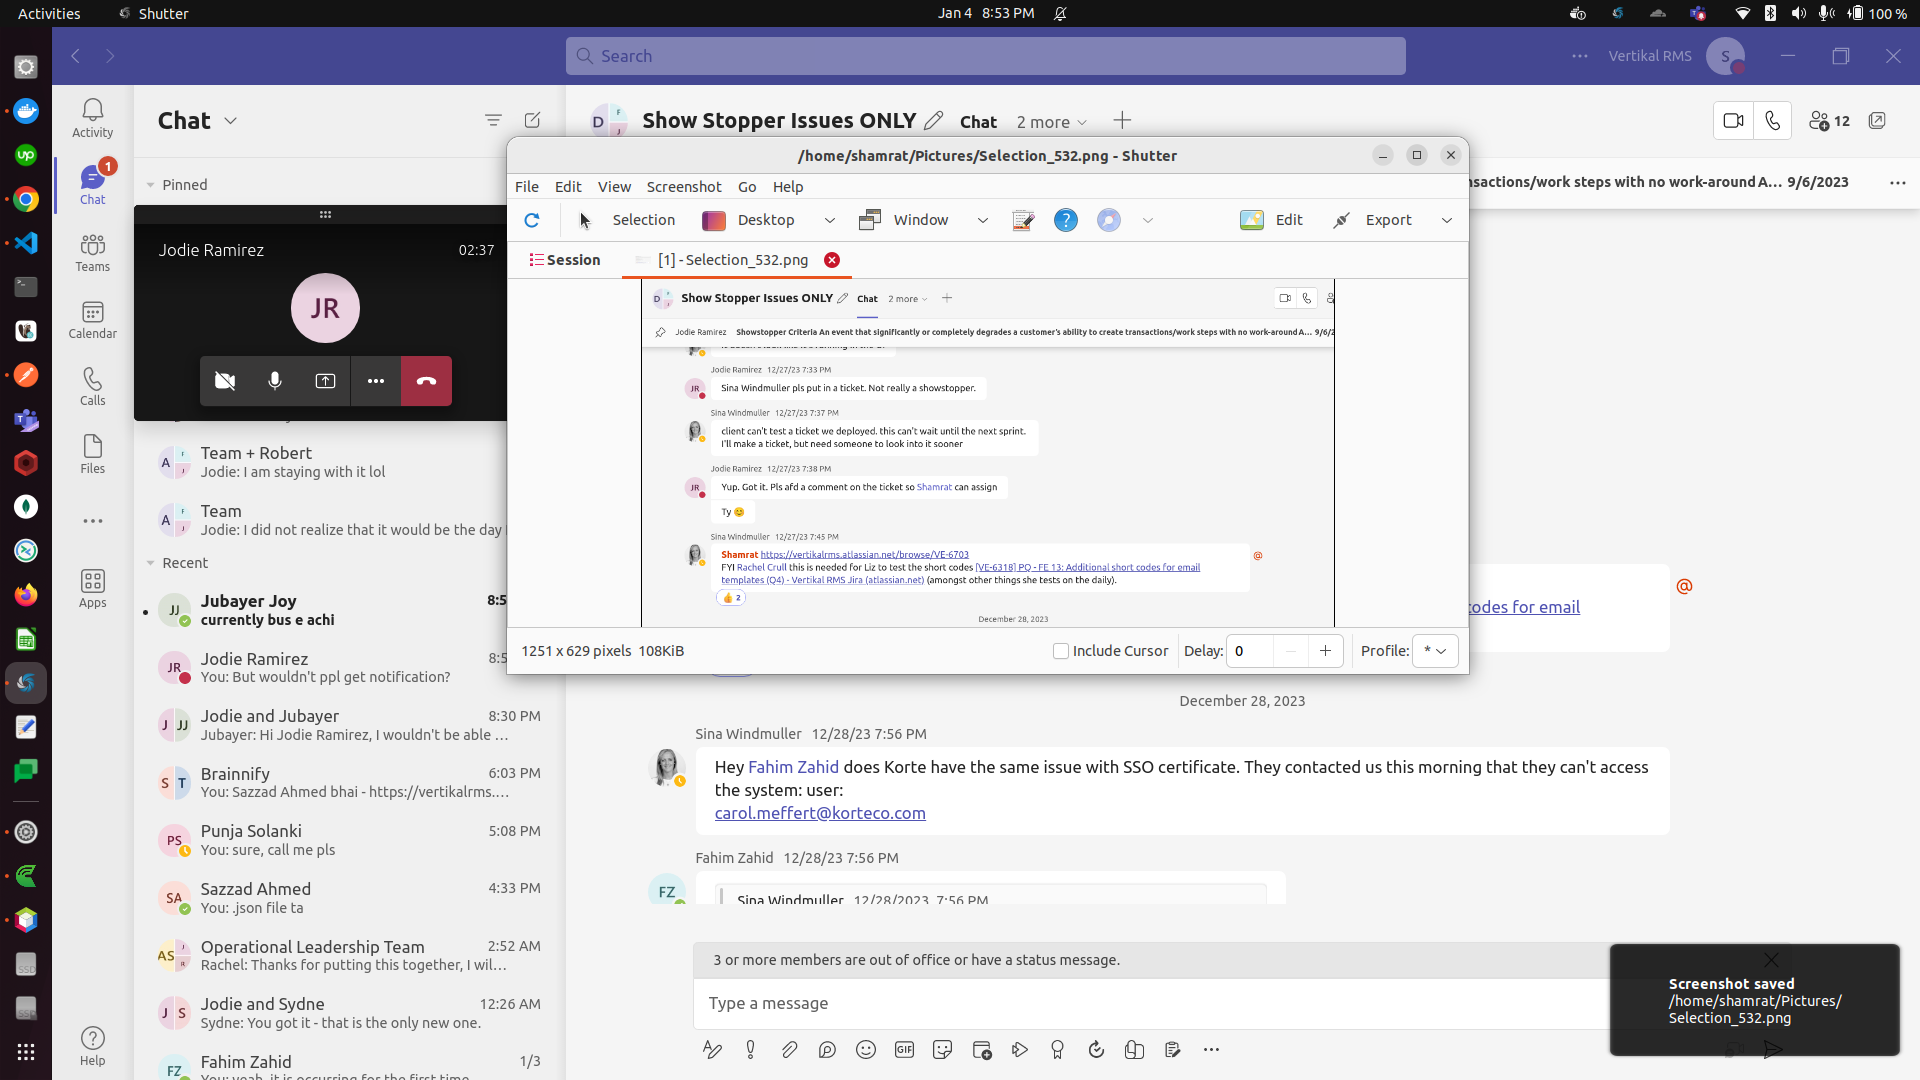 Activities
Shutter
Jan 4 8:53 PM
100 %
Search
Vertikal RMS
S
Activity
1
Chat
Teams
Calendar
Calls
Files
Apps
Help
Chat
Pinned
Jodie Ramirez
02:37
JR
Team + Robert
Jodie: I am staying with it lol
Team
Jodie: I did not realize that it would be the day
Recent
Jubayer Joy
currently bus e achi
JJ
Jodie Ramirez
You: But wouldn't ppl get notification?
JR
Jodie and Jubayer
8:30 PM
Jubayer: Hi Jodie Ramirez, I wouldn't be able …
J JJ
Brainnify
6:03 PM
You: Sazzad Ahmed bhai - https://vertikalrms.…
S T
Punja Solanki
5:08 PM
You: sure, call me pls
PS
Sazzad Ahmed
4:33 PM
You: .json file ta
SA
Operational Leadership Team
2:52 AM
Rachel: Thanks for putting this together, I wil…
AS
Jodie and Sydne
12:26 AM
Sydne: You got it - that is the only new one.
J S
Fahim Zahid
1/3
You: yeah, it is occurring for the first time
FZ
Show Stopper Issues ONLY
Chat
2 more
12
nsactions/work steps with no work-around A... 9/6/2023
/home/shamrat/Pictures/Selection_532.png - Shutter
File Edit View Screenshot Go Help
Selection
Desktop
Window
Edit
Export
Session
[1] - Selection_532.png
D
Show Stopper Issues ONLY
Chat
2 more
Jodie Ramirez Showstopper Criteria An event that significantly or completely degrades a customer's ability to create transactions/work steps with no work-around A... 9/6/2
Jodie Ramirez 12/27/23 7:33 PM
JR
Sina Windmuller pls put in a ticket. Not really a showstopper.
Sina Windmuller 12/27/23 7:37 PM
client can't test a ticket we deployed. this can't wait until the next sprint.
I'll make a ticket, but need someone to look into it sooner
Jodie Ramirez 12/27/23 7:38 PM
JR
Yup. Got it. Pls afd a comment on the ticket so Shamrat can assign
Ty 😊
Sina Windmuller 12/27/23 7:45 PM
Shamrat https://vertikalrms.atlassian.net/browse/VE-6703
FYI Rachel Crull this is needed for Liz to test the short codes [VE-6318] PQ - FE 13: Additional short codes for email
templates (Q4) - Vertikal RMS Jira (atlassian.net) (amongst other things she tests on the daily).
👍 2
December 28, 2023
1251 x 629 pixels 108KiB
Include Cursor
Delay: 0
Profile: *
codes for email
@
December 28, 2023
Sina Windmuller 12/28/23 7:56 PM
Hey Fahim Zahid does Korte have the same issue with SSO certificate. They contacted us this morning that they can't access
the system: user:
carol.meffert@korteco.com
Fahim Zahid 12/28/23 7:56 PM
FZ
Sina Windmuller 12/28/2023, 7:56 PM
3 or more members are out of office or have a status message.
Type a message
GIF
Screenshot saved
/home/shamrat/Pictures/
Selection_532.png